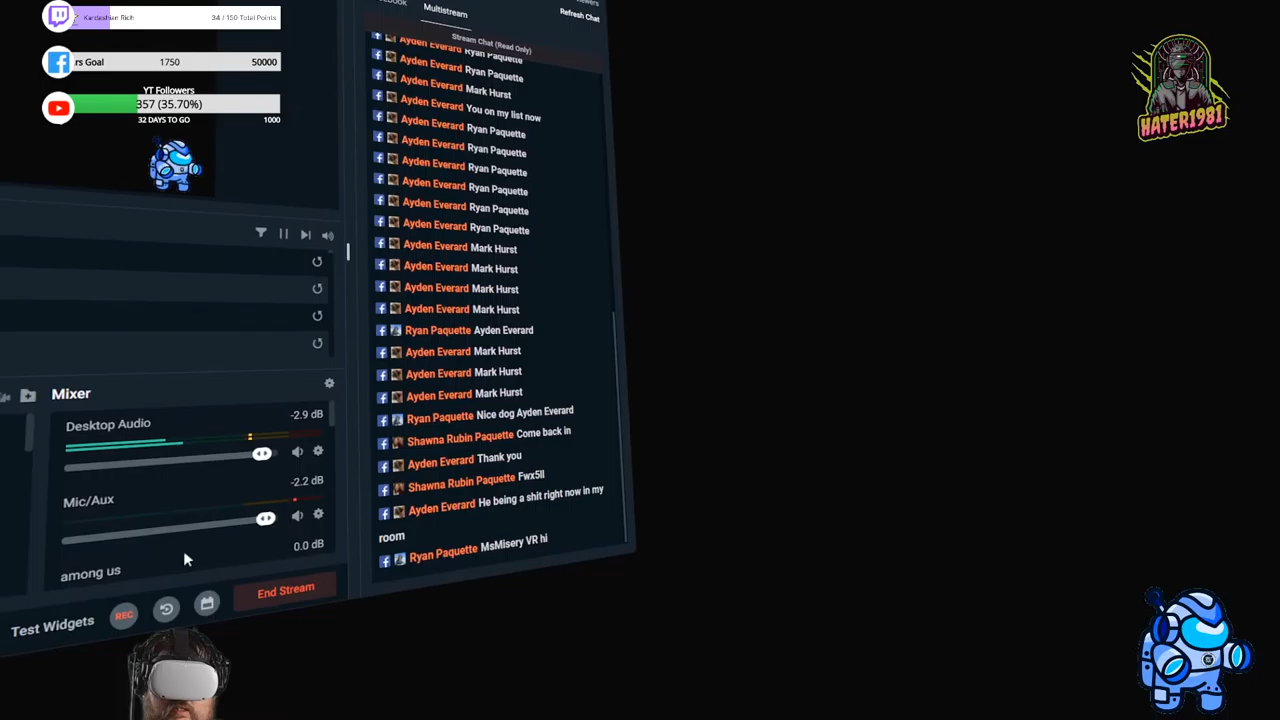 Kardashian Rich
34 / 150 Total Points
rs Goal
1750
50000
YT Followers
357 (35.70%)
32 DAYS TO GO
1000
Multistream
Refresh Chat
Stream Chat (Read Only)
Ayden Everard Ryan Paquette
Ayden Everard Ryan Paquette
Ayden Everard Mark Hurst
Ayden Everard You on my list now
Ayden Everard Ryan Paquette
Ayden Everard Ryan Paquette
Ayden Everard Ryan Paquette
Ayden Everard Ryan Paquette
Ayden Everard Ryan Paquette
Ayden Everard Ryan Paquette
Ayden Everard Mark Hurst
Ayden Everard Mark Hurst
Ayden Everard Mark Hurst
Ayden Everard Mark Hurst
Ryan Paquette Ayden Everard
Ayden Everard Mark Hurst
Ayden Everard Mark Hurst
Ayden Everard Mark Hurst
Ryan Paquette Nice dog Ayden Everard
Shawna Rubin Paquette Come back in
Ayden Everard Thank you
Shawna Rubin Paquette Fwx5ll
Ayden Everard He being a shit right now in my
room
Ryan Paquette MsMisery VR hi
Mixer
Desktop Audio
-2.9 dB
Mic/Aux
-2.2 dB
among us
0.0 dB
Test Widgets
REC
End Stream
HATER1981